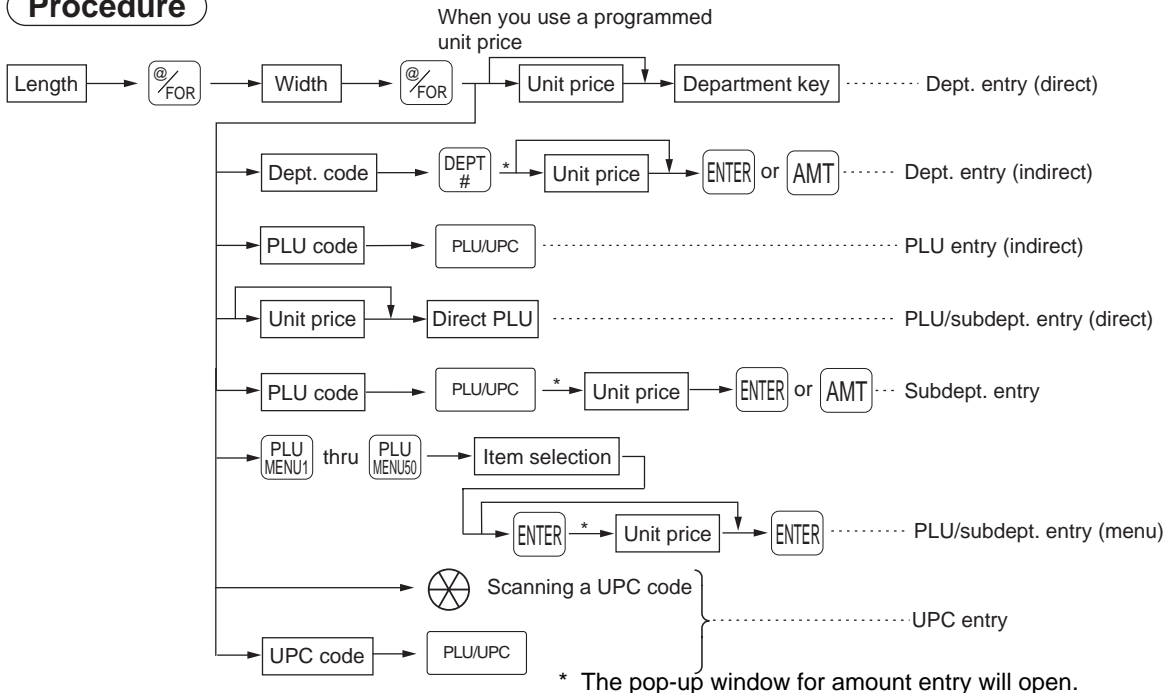 Procedure
When you use a programmed
unit price
Length @/FOR Width @/FOR Unit price Department key Dept. entry (direct)
Dept. code DEPT # * Unit price ENTER or AMT Dept. entry (indirect)
PLU code PLU/UPC PLU entry (indirect)
Unit price Direct PLU PLU/subdept. entry (direct)
PLU code PLU/UPC * Unit price ENTER or AMT Subdept. entry
PLU MENU1 thru PLU MENU50 Item selection
ENTER * Unit price ENTER PLU/subdept. entry (menu)
Scanning a UPC code
UPC entry
UPC code PLU/UPC
* The pop-up window for amount entry will open.